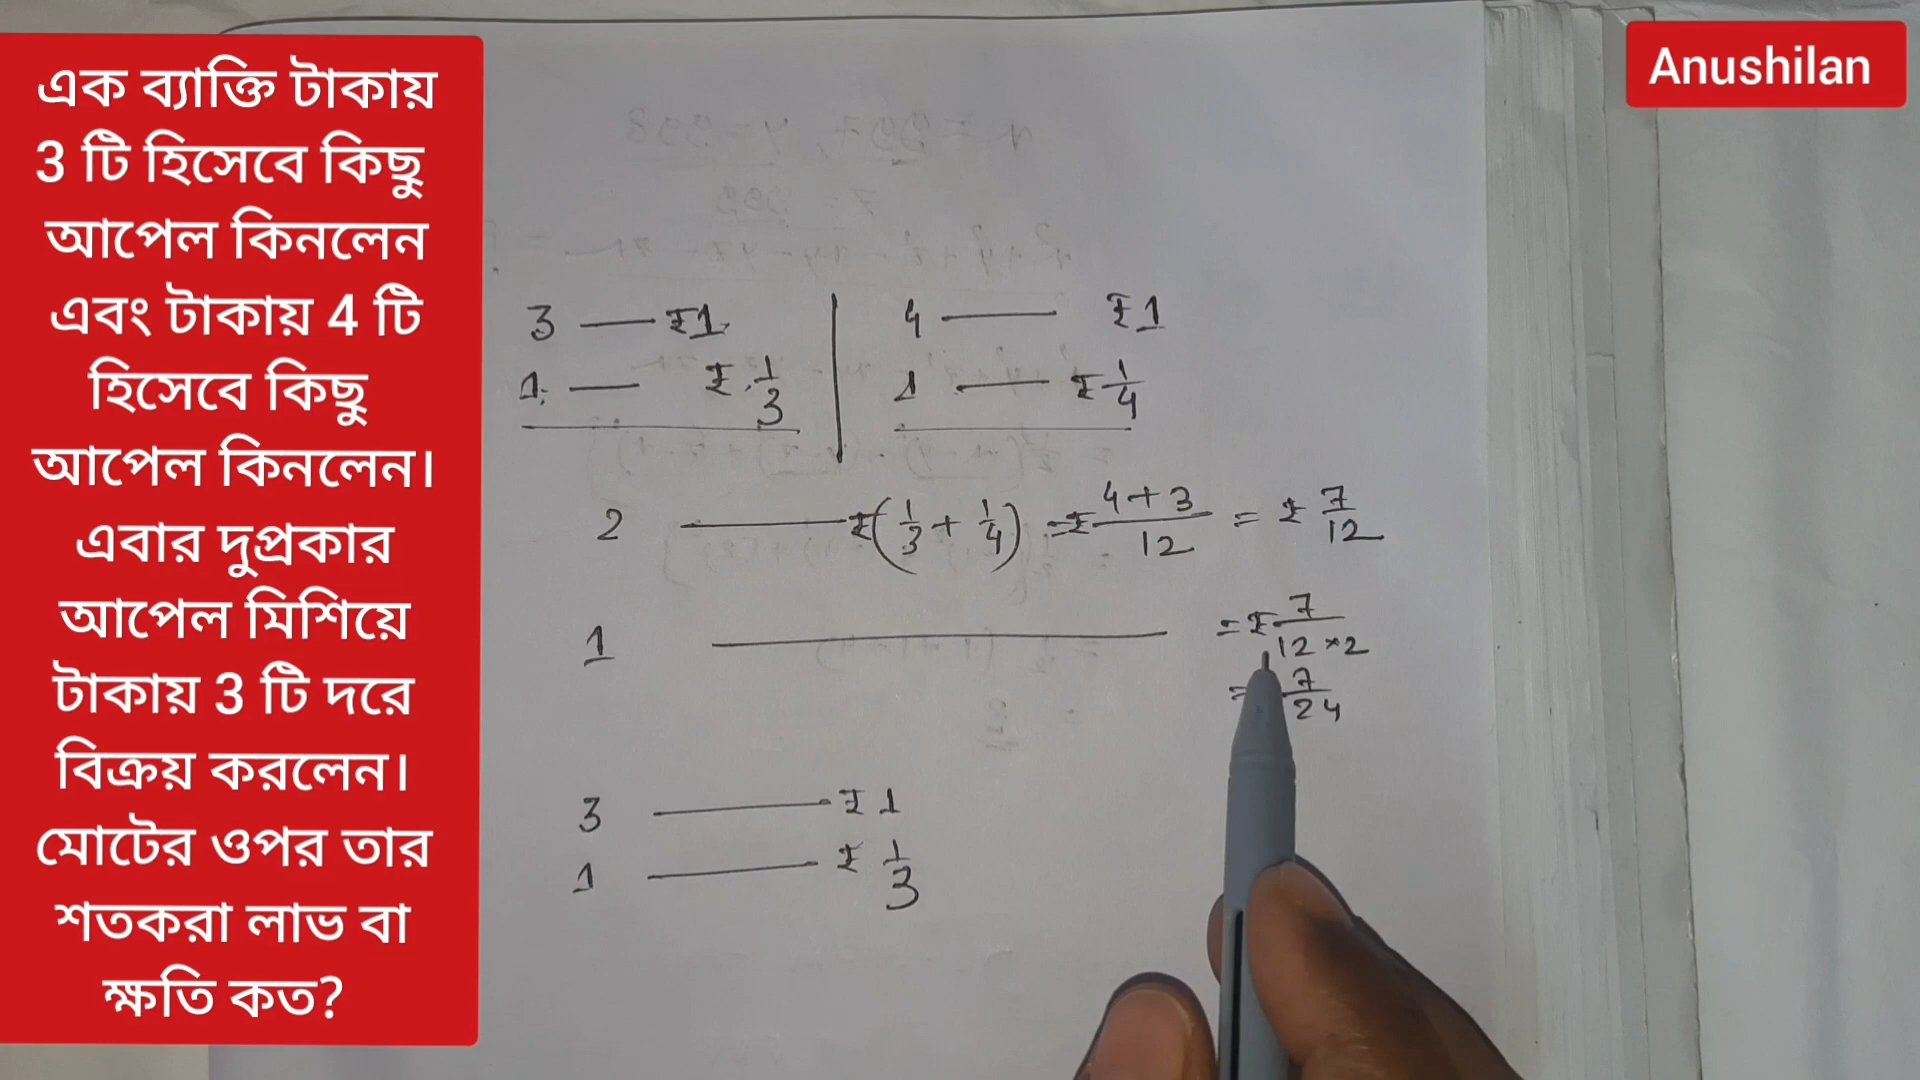 এক ব্যাক্তি টাকায়
3 টি হিসেবে কিছু
আপেল কিনলেন
এবং টাকায় 4 টি
হিসেবে কিছু
আপেল কিনলেন।
এবার দুপ্রকার
আপেল মিশিয়ে
টাকায় 3 টি দরে
বিক্রয় করলেন।
মোটের ওপর তার
শতকরা লাভ বা
ক্ষতি কত?
Anushilan
3 — ₹1
1 — ₹ 1/3
4 — ₹1
1 — ₹ 1/4
2 — ₹(1/3 + 1/4) = ₹ (4+3)/12 = ₹ 7/12
1 — = ₹ 7/(12×2)
= 7/24
3 — ₹ 1
1 — ₹ 1/3